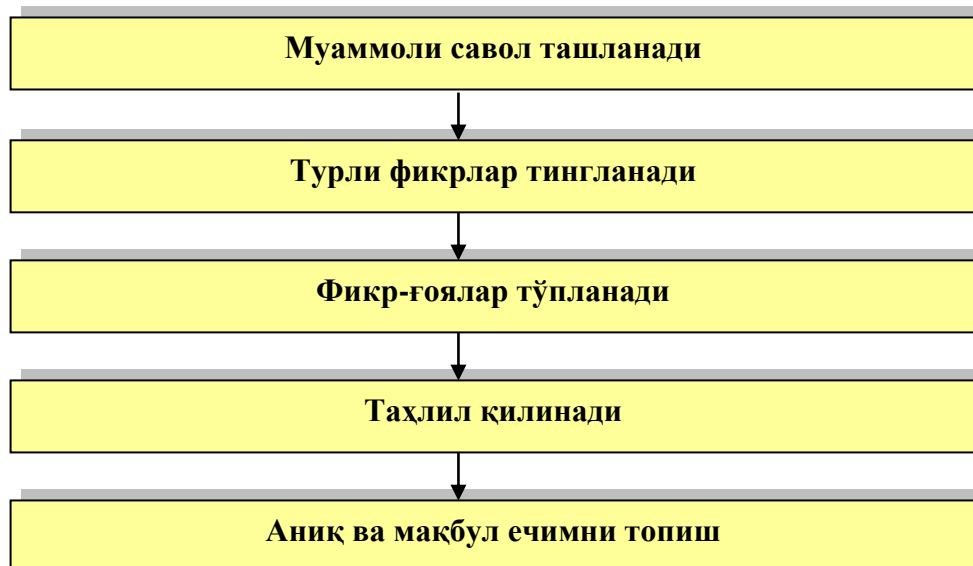 Муаммоли савол ташланади
Турли фикрлар тингланади
Фикр-ғоялар тўпланади
Таҳлил қилинади
Аниқ ва мақбул ечимни топиш